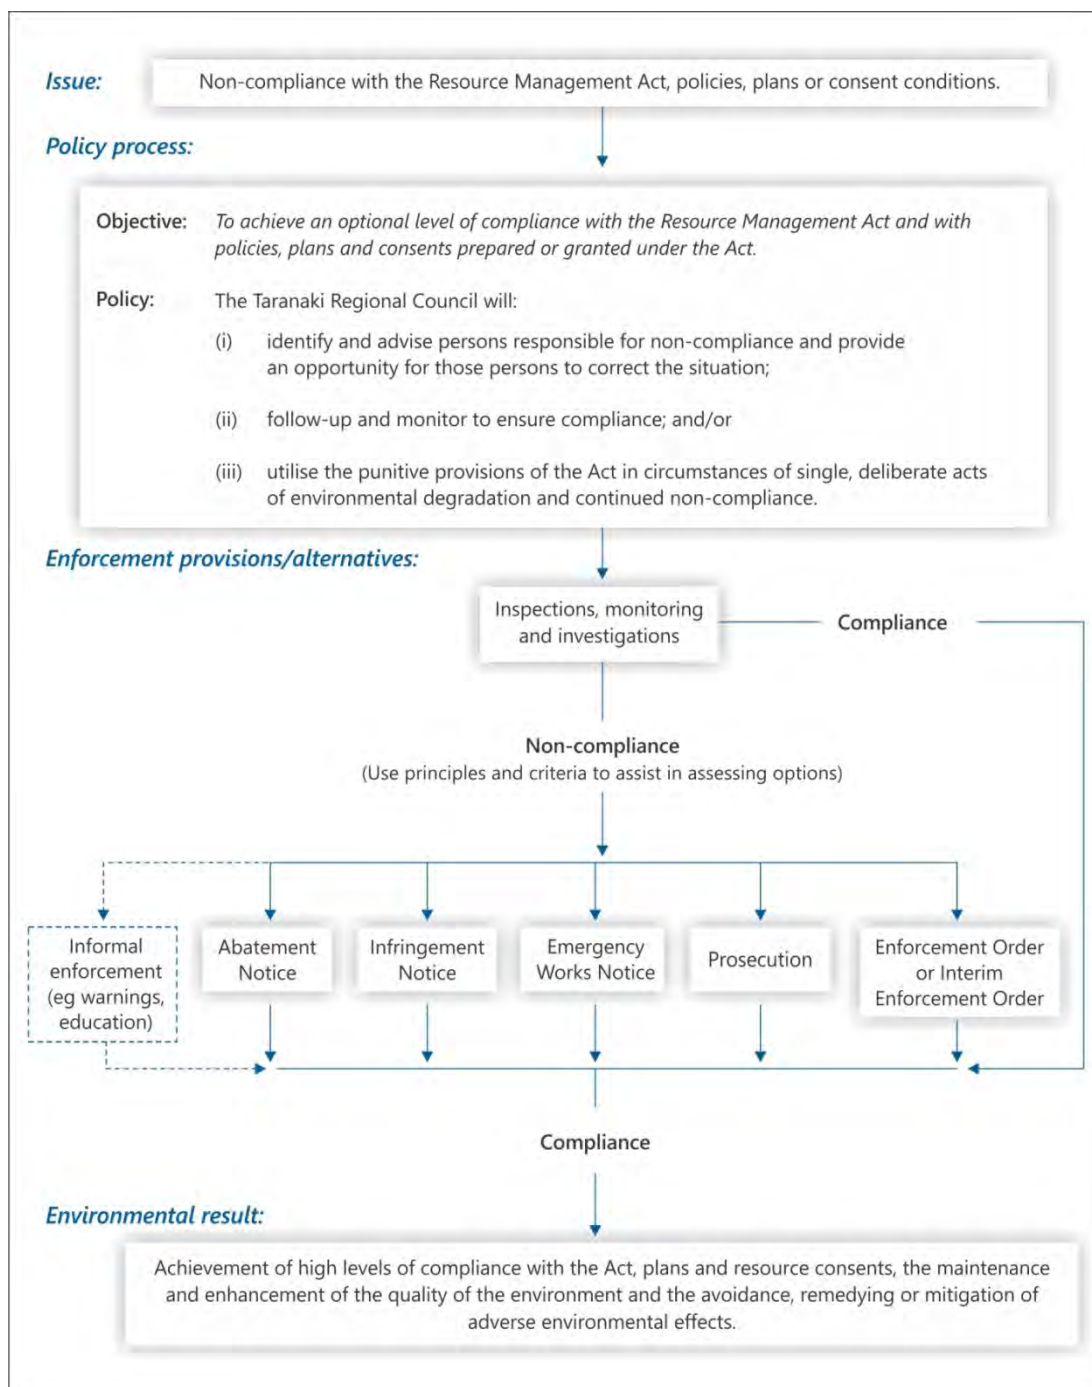 Issue:
Non-compliance with the Resource Management Act, policies, plans or consent conditions.
Policy process:
Objective: To achieve an optional level of compliance with the Resource Management Act and with
policies, plans and consents prepared or granted under the Act.
Policy: The Taranaki Regional Council will:
(i) identify and advise persons responsible for non-compliance and provide
an opportunity for those persons to correct the situation;
(ii) follow-up and monitor to ensure compliance; and/or
(iii) utilise the punitive provisions of the Act in circumstances of single, deliberate acts
of environmental degradation and continued non-compliance.
Enforcement provisions/alternatives:
Inspections, monitoring
and investigations
Compliance
Non-compliance
(Use principles and criteria to assist in assessing options)
Informal
enforcement
(eg warnings,
education)
Abatement
Notice
Infringement
Notice
Emergency
Works Notice
Prosecution
Enforcement Order
or Interim
Enforcement Order
Compliance
Environmental result:
Achievement of high levels of compliance with the Act, plans and resource consents, the maintenance
and enhancement of the quality of the environment and the avoidance, remedying or mitigation of
adverse environmental effects.